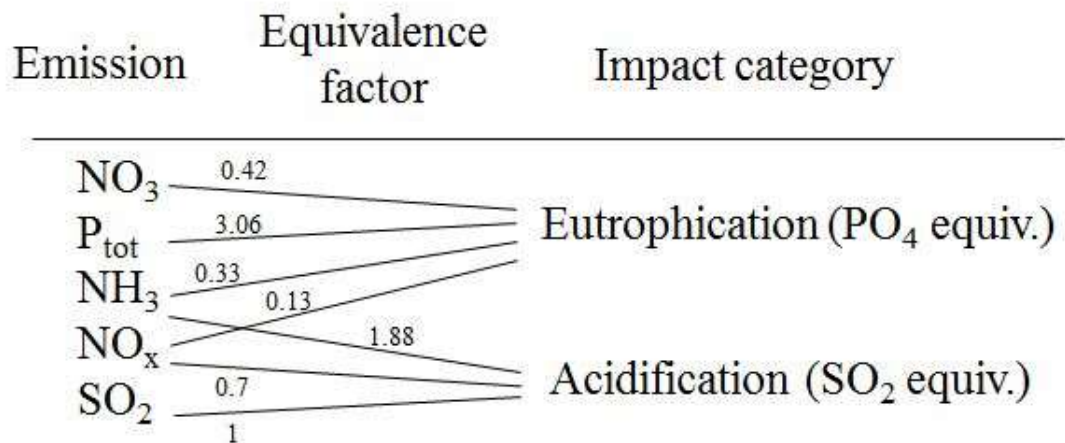 Emission
Equivalence
factor
Impact category
NO₃
0.42
P_tot
3.06
Eutrophication (PO₄ equiv.)
NH₃
0.33
0.13
NOₓ
1.88
0.7
Acidification (SO₂ equiv.)
SO₂
1